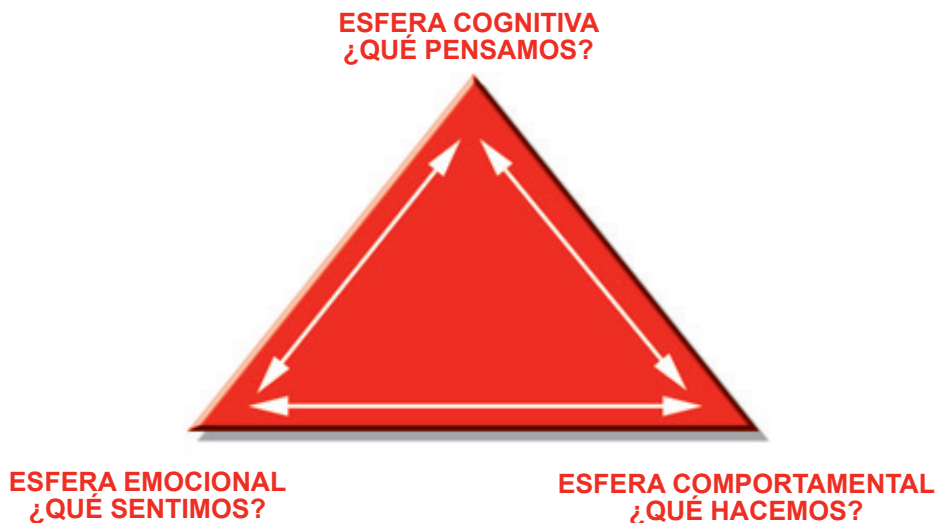 ESFERA COGNITIVA
¿QUÉ PENSAMOS?
ESFERA EMOCIONAL
¿QUÉ SENTIMOS?
ESFERA COMPORTAMENTAL
¿QUÉ HACEMOS?